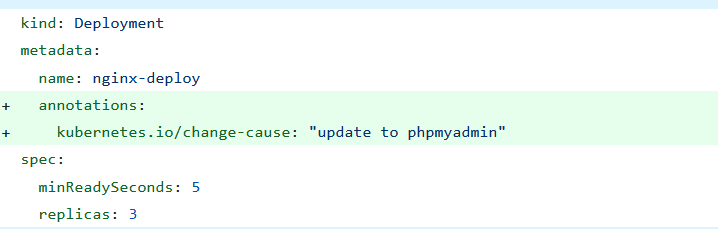 kind: Deployment
metadata:
  name: nginx-deploy
+  annotations:
+    kubernetes.io/change-cause: "update to phpmyadmin"
spec:
  minReadySeconds: 5
  replicas: 3